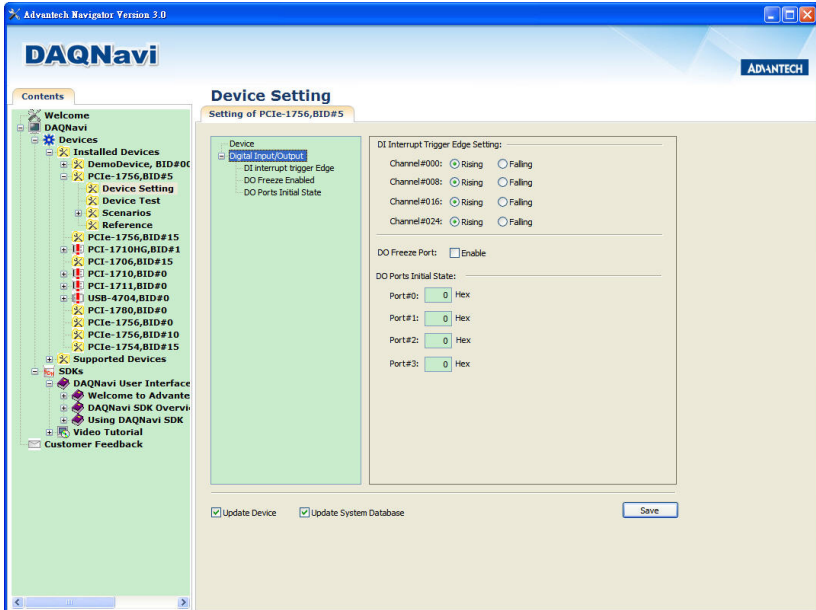 Advantech Navigator Version 3.0
DAQNavi
ADVANTECH
Contents
Welcome
DAQNavi
Devices
Installed Devices
DemoDevice, BID#00
PCIe-1756,BID#5
Device Setting
Device Test
Scenarios
Reference
PCIe-1756,BID#15
PCI-1710HG,BID#1
PCI-1706,BID#15
PCI-1710,BID#0
PCI-1711,BID#0
USB-4704,BID#0
PCI-1780,BID#0
PCIe-1756,BID#0
PCIe-1756,BID#10
PCIe-1754,BID#15
Supported Devices
SDKs
DAQNavi User Interface
Welcome to Advante
DAQNavi SDK Overvi
Using DAQNavi SDK
Video Tutorial
Customer Feedback
Device Setting
Setting of PCIe-1756,BID#5
Device
Digital Input/Output
DI interrupt trigger Edge
DO Freeze Enabled
DO Ports Initial State
DI Interrupt Trigger Edge Setting:
Channel#000: Rising Falling
Channel#008: Rising Falling
Channel#016: Rising Falling
Channel#024: Rising Falling
DO Freeze Port: Enable
DO Ports Initial State:
Port#0: 0 Hex
Port#1: 0 Hex
Port#2: 0 Hex
Port#3: 0 Hex
Update Device Update System Database Save